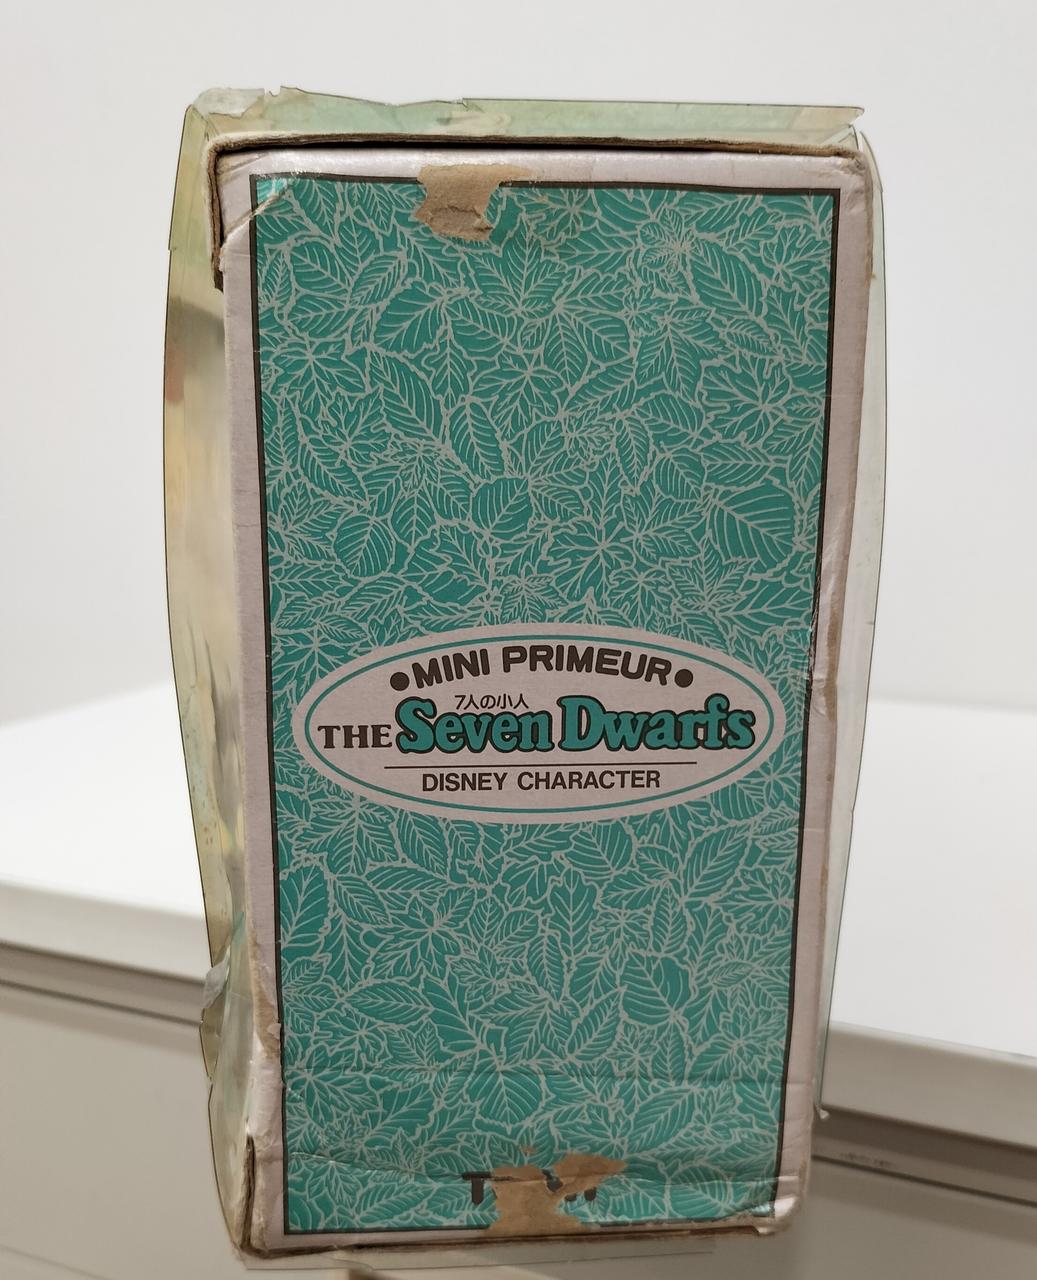 ●MINI PRIMEUR●
7人の小人
THE Seven Dwarfs
DISNEY CHARACTER